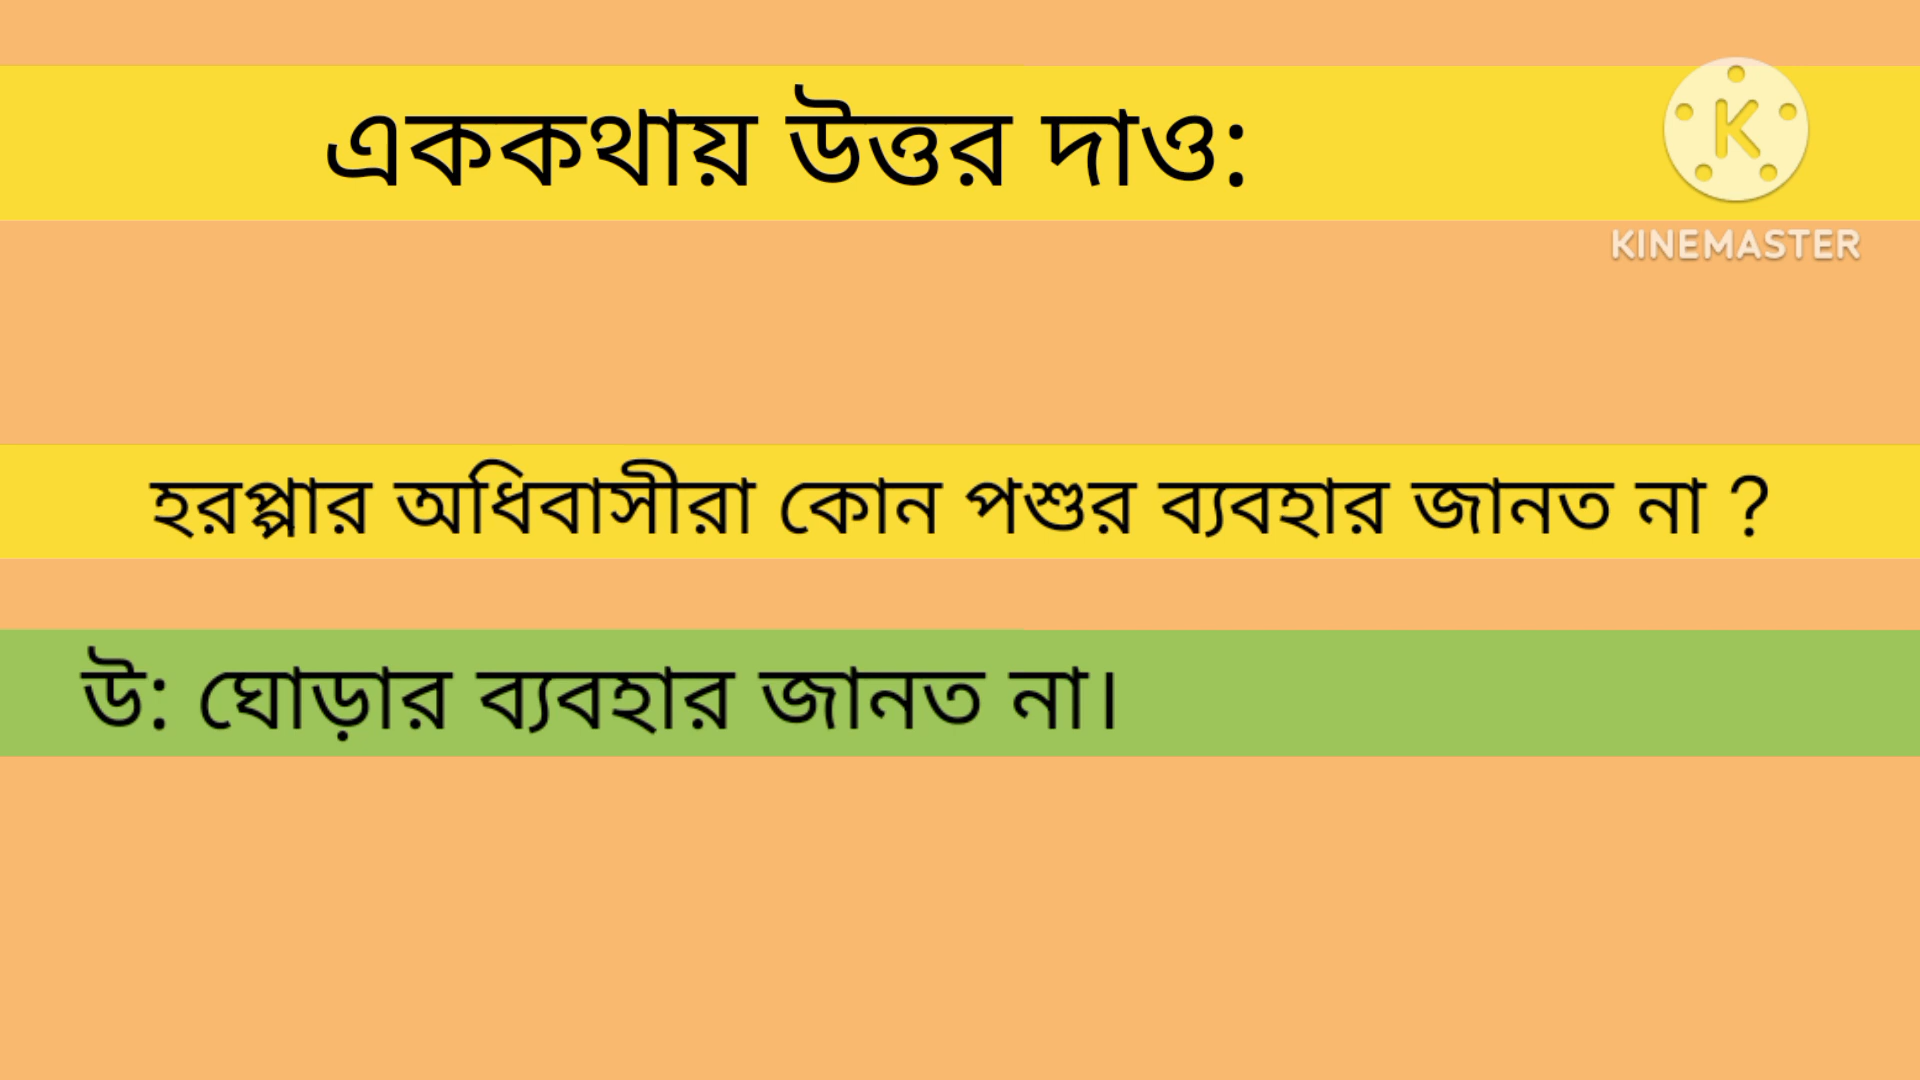 এককথায় উত্তর দাও:
K
KINEMASTER
হরপ্পার অধিবাসীরা কোন পশুর ব্যবহার জানত না ?
উ: ঘোড়ার ব্যবহার জানত না।